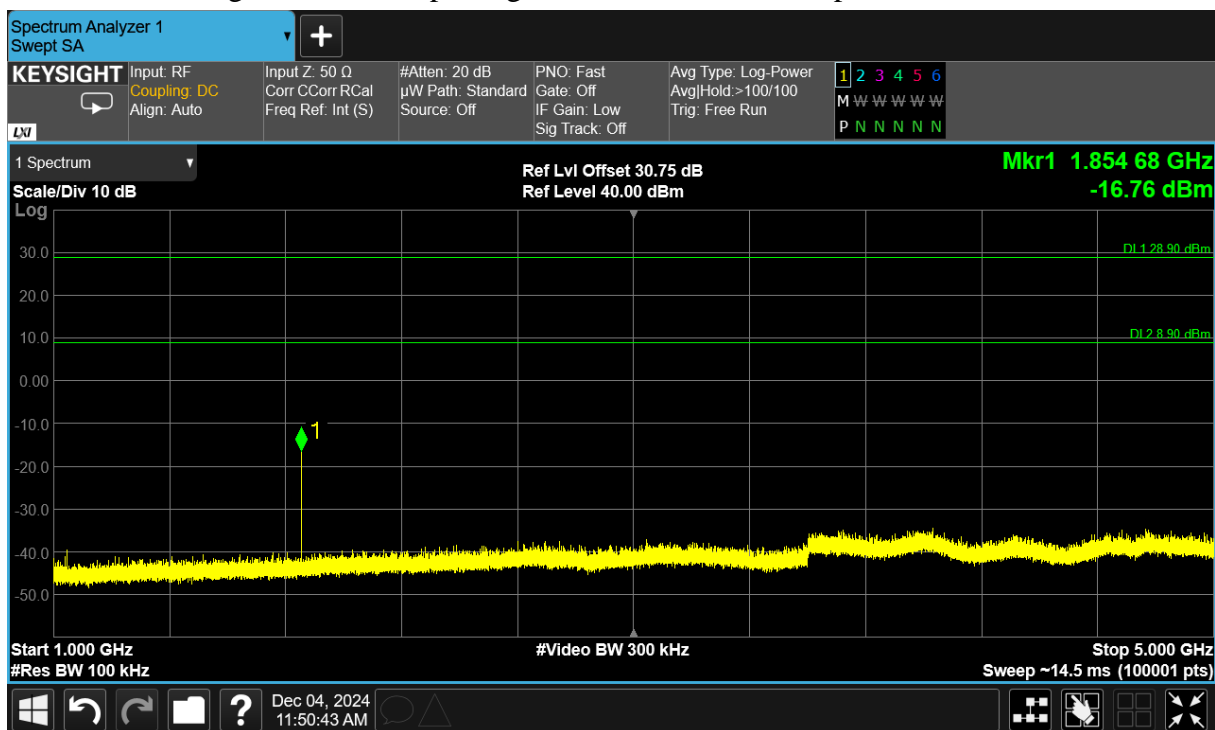 Spectrum Analyzer 1
Swept SA
+
KEYSIGHT
LXI
Input: RF
Coupling: DC
Align: Auto
Input Z: 50 Ω
Corr CCorr RCal
Freq Ref: Int (S)
#Atten: 20 dB
µW Path: Standard
Source: Off
PNO: Fast
Gate: Off
IF Gain: Low
Sig Track: Off
Avg Type: Log-Power
Avg|Hold:>100/100
Trig: Free Run
1 2 3 4 5 6
M W W W W W
P N N N N N
1 Spectrum
Scale/Div 10 dB
Log
Ref Lvl Offset 30.75 dB
Ref Level 40.00 dBm
Mkr1 1.854 68 GHz
-16.76 dBm
30.0
DL1 28.90 dBm
20.0
10.0
DL2 8.90 dBm
0.00
-10.0
1
-20.0
-30.0
-40.0
-50.0
Start 1.000 GHz
#Res BW 100 kHz
#Video BW 300 kHz
Stop 5.000 GHz
Sweep ~14.5 ms (100001 pts)
?
Dec 04, 2024
11:50:43 AM